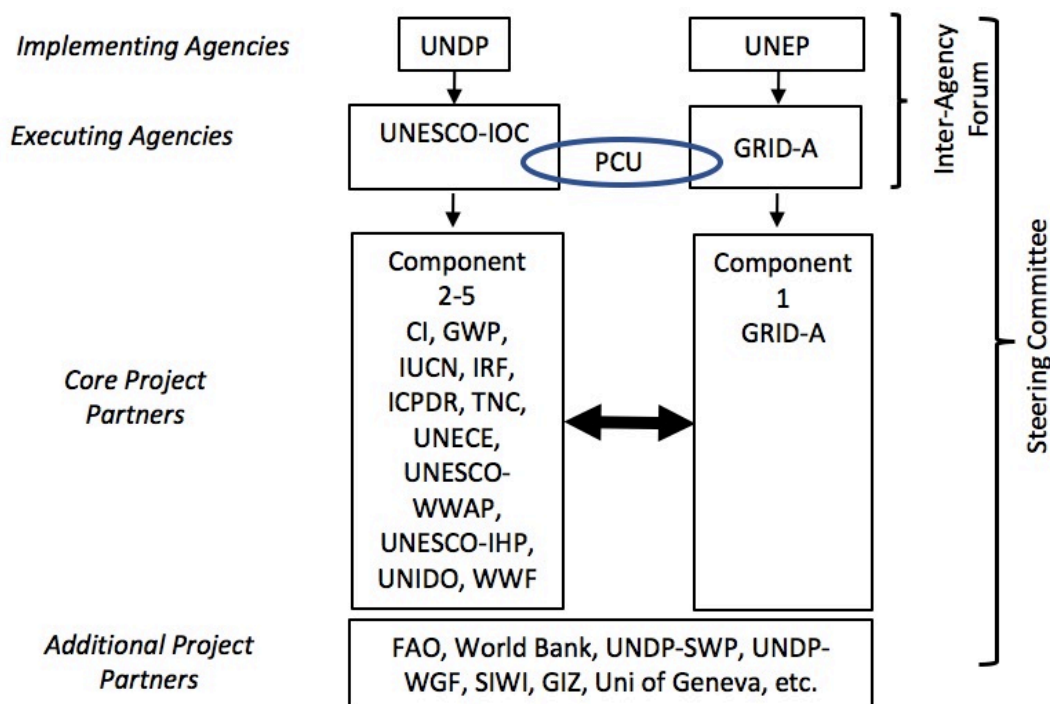 Implementing Agencies
UNDP
UNEP
Executing Agencies
UNESCO-IOC
PCU
GRID-A
Inter-Agency
Forum
Core Project
Partners
Component
2-5
CI, GWP,
IUCN, IRF,
ICPDR, TNC,
UNECE,
UNESCO-
WWAP,
UNESCO-IHP,
UNIDO, WWF
Component
1
GRID-A
Steering Committee
Additional Project
Partners
FAO, World Bank, UNDP-SWP, UNDP-
WGF, SIWI, GIZ, Uni of Geneva, etc.